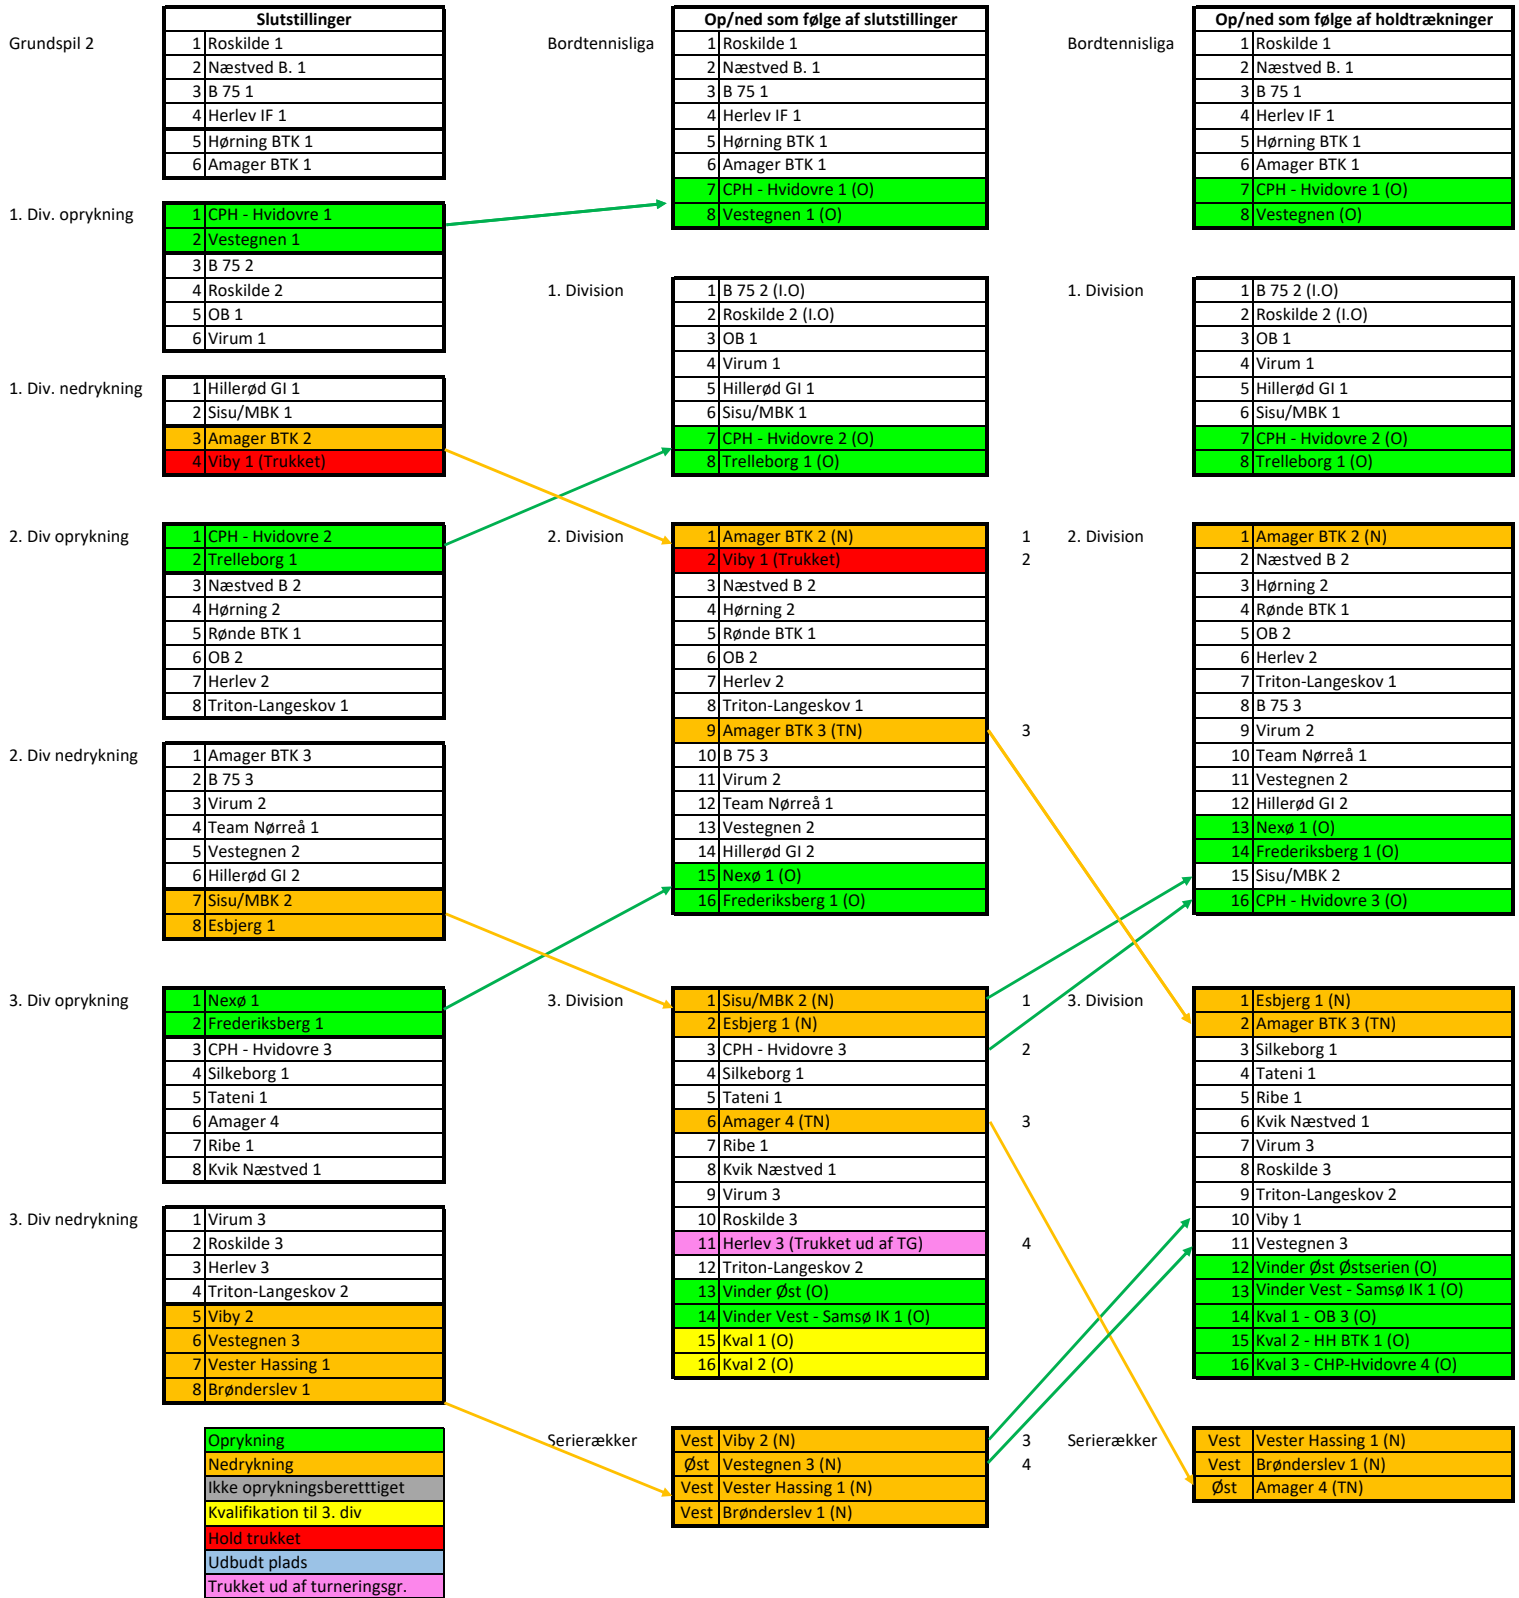 Slutstillinger
Grundspil 2
1 Roskilde 1
2 Næstved B. 1
3 B 75 1
4 Herlev IF 1
5 Hørning BTK 1
6 Amager BTK 1
1. Div. oprykning
1 CPH - Hvidovre 1
2 Vestegnen 1
3 B 75 2
4 Roskilde 2
5 OB 1
6 Virum 1
1. Div. nedrykning
1 Hillerød GI 1
2 Sisu/MBK 1
3 Amager BTK 2
4 Viby 1 (Trukket)
2. Div oprykning
1 CPH - Hvidovre 2
2 Trelleborg 1
3 Næstved B 2
4 Hørning 2
5 Rønde BTK 1
6 OB 2
7 Herlev 2
8 Triton-Langeskov 1
2. Div nedrykning
1 Amager BTK 3
2 B 75 3
3 Virum 2
4 Team Nørreå 1
5 Vestegnen 2
6 Hillerød GI 2
7 Sisu/MBK 2
8 Esbjerg 1
3. Div oprykning
1 Nexø 1
2 Frederiksberg 1
3 CPH - Hvidovre 3
4 Silkeborg 1
5 Tateni 1
6 Amager 4
7 Ribe 1
8 Kvik Næstved 1
3. Div nedrykning
1 Virum 3
2 Roskilde 3
3 Herlev 3
4 Triton-Langeskov 2
5 Viby 2
6 Vestegnen 3
7 Vester Hassing 1
8 Brønderslev 1
Oprykning
Nedrykning
Ikke oprykningsberetttiget
Kvalifikation til 3. div
Hold trukket
Udbudt plads
Trukket ud af turneringsgr.
Op/ned som følge af slutstillinger
Bordtennisliga
1 Roskilde 1
2 Næstved B. 1
3 B 75 1
4 Herlev IF 1
5 Hørning BTK 1
6 Amager BTK 1
7 CPH - Hvidovre 1 (O)
8 Vestegnen 1 (O)
1. Division
1 B 75 2 (I.O)
2 Roskilde 2 (I.O)
3 OB 1
4 Virum 1
5 Hillerød GI 1
6 Sisu/MBK 1
7 CPH - Hvidovre 2 (O)
8 Trelleborg 1 (O)
2. Division
1 Amager BTK 2 (N) 1
2 Viby 1 (Trukket) 2
3 Næstved B 2
4 Hørning 2
5 Rønde BTK 1
6 OB 2
7 Herlev 2
8 Triton-Langeskov 1
9 Amager BTK 3 (TN) 3
10 B 75 3
11 Virum 2
12 Team Nørreå 1
13 Vestegnen 2
14 Hillerød GI 2
15 Nexø 1 (O)
16 Frederiksberg 1 (O)
3. Division
1 Sisu/MBK 2 (N) 1
2 Esbjerg 1 (N)
3 CPH - Hvidovre 3 2
4 Silkeborg 1
5 Tateni 1
6 Amager 4 (TN) 3
7 Ribe 1
8 Kvik Næstved 1
9 Virum 3
10 Roskilde 3
11 Herlev 3 (Trukket ud af TG) 4
12 Triton-Langeskov 2
13 Vinder Øst (O)
14 Vinder Vest - Samsø IK 1 (O)
15 Kval 1 (O)
16 Kval 2 (O)
Serierækker
Vest Viby 2 (N) 3
Øst Vestegnen 3 (N) 4
Vest Vester Hassing 1 (N)
Vest Brønderslev 1 (N)
Op/ned som følge af holdtrækninger
Bordtennisliga
1 Roskilde 1
2 Næstved B. 1
3 B 75 1
4 Herlev IF 1
5 Hørning BTK 1
6 Amager BTK 1
7 CPH - Hvidovre 1 (O)
8 Vestegnen (O)
1. Division
1 B 75 2 (I.O)
2 Roskilde 2 (I.O)
3 OB 1
4 Virum 1
5 Hillerød GI 1
6 Sisu/MBK 1
7 CPH - Hvidovre 2 (O)
8 Trelleborg 1 (O)
2. Division
1 Amager BTK 2 (N)
2 Næstved B 2
3 Hørning 2
4 Rønde BTK 1
5 OB 2
6 Herlev 2
7 Triton-Langeskov 1
8 B 75 3
9 Virum 2
10 Team Nørreå 1
11 Vestegnen 2
12 Hillerød GI 2
13 Nexø 1 (O)
14 Frederiksberg 1 (O)
15 Sisu/MBK 2
16 CPH - Hvidovre 3 (O)
3. Division
1 Esbjerg 1 (N)
2 Amager BTK 3 (TN)
3 Silkeborg 1
4 Tateni 1
5 Ribe 1
6 Kvik Næstved 1
7 Virum 3
8 Roskilde 3
9 Triton-Langeskov 2
10 Viby 1
11 Vestegnen 3
12 Vinder Øst Østserien (O)
13 Vinder Vest - Samsø IK 1 (O)
14 Kval 1 - OB 3 (O)
15 Kval 2 - HH BTK 1 (O)
16 Kval 3 - CHP-Hvidovre 4 (O)
Serierækker
Vest Vester Hassing 1 (N)
Vest Brønderslev 1 (N)
Øst Amager 4 (TN)